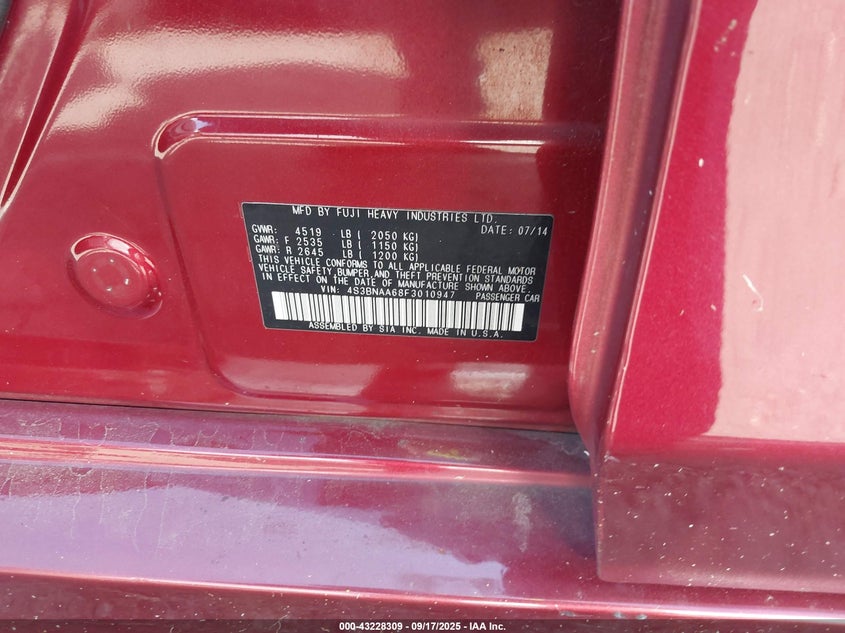 MFD BY FUJI HEAVY INDUSTRIES LTD.
GVWR: 4519 LB ( 2050 KG) DATE: 07/14
GAWR: F 2535 LB ( 1150 KG)
GAWR: R 2645 LB ( 1200 KG)
THIS VEHICLE CONFORMS TO ALL APPLICABLE FEDERAL MOTOR
VEHICLE SAFETY, BUMPER, AND THEFT PREVENTION STANDARDS
IN EFFECT ON THE DATE OF MANUFACTURE SHOWN ABOVE.
VIN: 4S3BNAA68F3010947 PASSENGER CAR
ASSEMBLED BY SIA INC. MADE IN U.S.A.
000-43228309 - 09/17/2025 - IAA Inc.